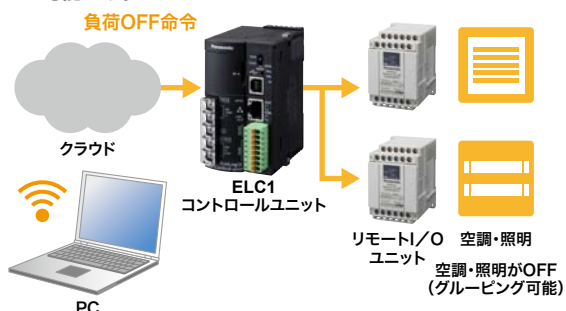 負荷OFF命令
Panasonic
クラウド
ELC1
コントロールユニット
リモートI/O
ユニット
空調・照明
空調・照明がOFF
(グルーピング可能)
PC